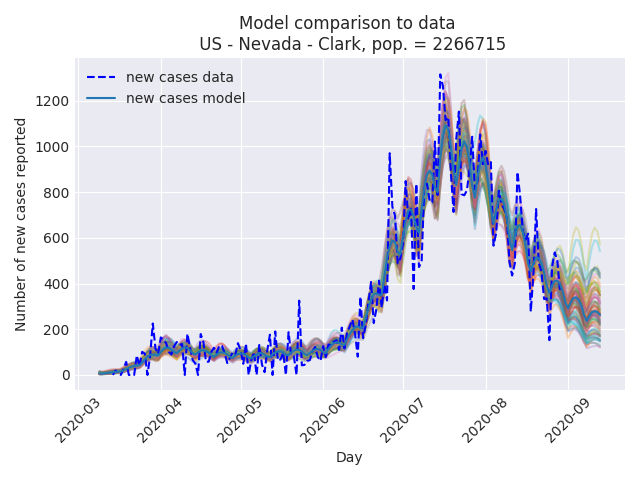 Model comparison to data
US - Nevada - Clark, pop. = 2266715
new cases data
new cases model
Number of new cases reported
1200
1000
800
600
400
200
0
2020-03
2020-04
2020-05
2020-06
2020-07
2020-08
2020-09
Day